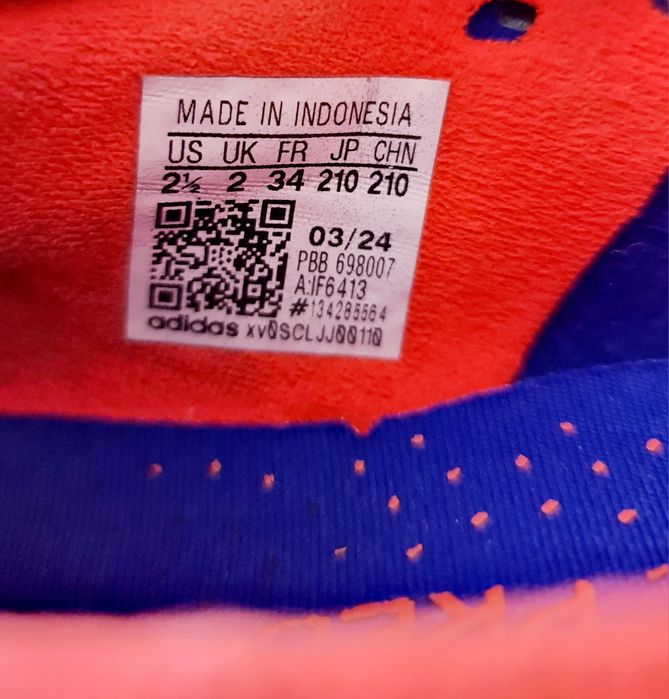 MADE IN INDONESIA
US UK FR JP CHN
2½ 2 34 210 210
03/24
PBB 698007
A:IF6413
#134285564
adidas xv0SCLJJ00110